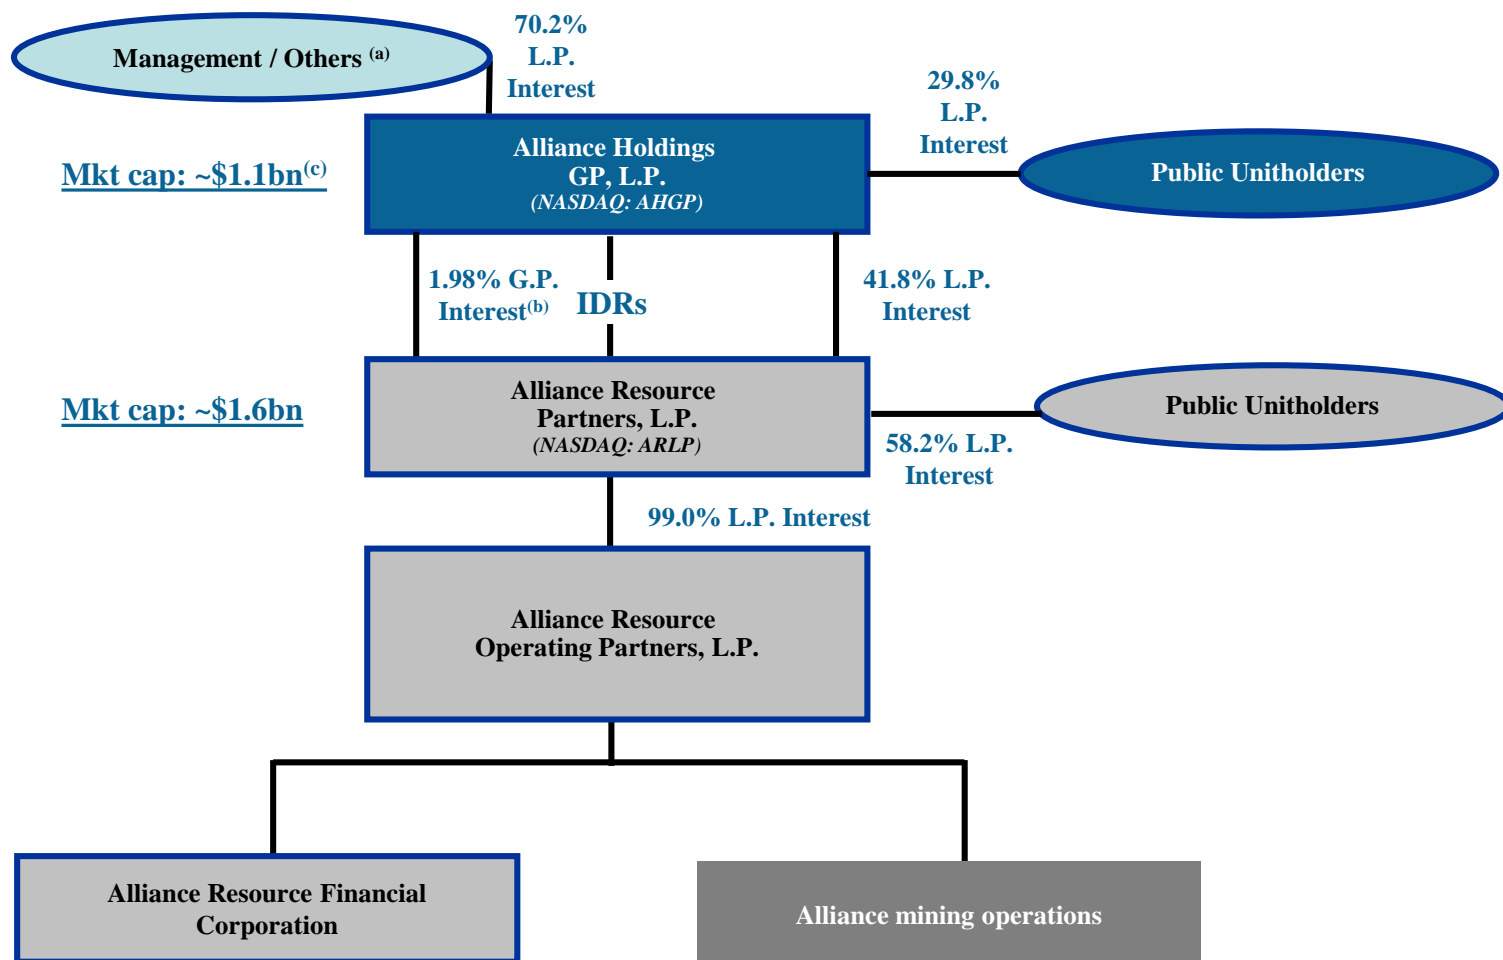 Management / Others (a)
70.2%
L.P.
Interest
29.8%
L.P.
Interest
Mkt cap: ~$1.1bn(c)
Alliance Holdings
GP, L.P.
(NASDAQ: AHGP)
Public Unitholders
1.98% G.P.
Interest(b)
IDRs
41.8% L.P.
Interest
Mkt cap: ~$1.6bn
Alliance Resource
Partners, L.P.
(NASDAQ: ARLP)
Public Unitholders
58.2% L.P.
Interest
99.0% L.P. Interest
Alliance Resource
Operating Partners, L.P.
Alliance Resource Financial
Corporation
Alliance mining operations